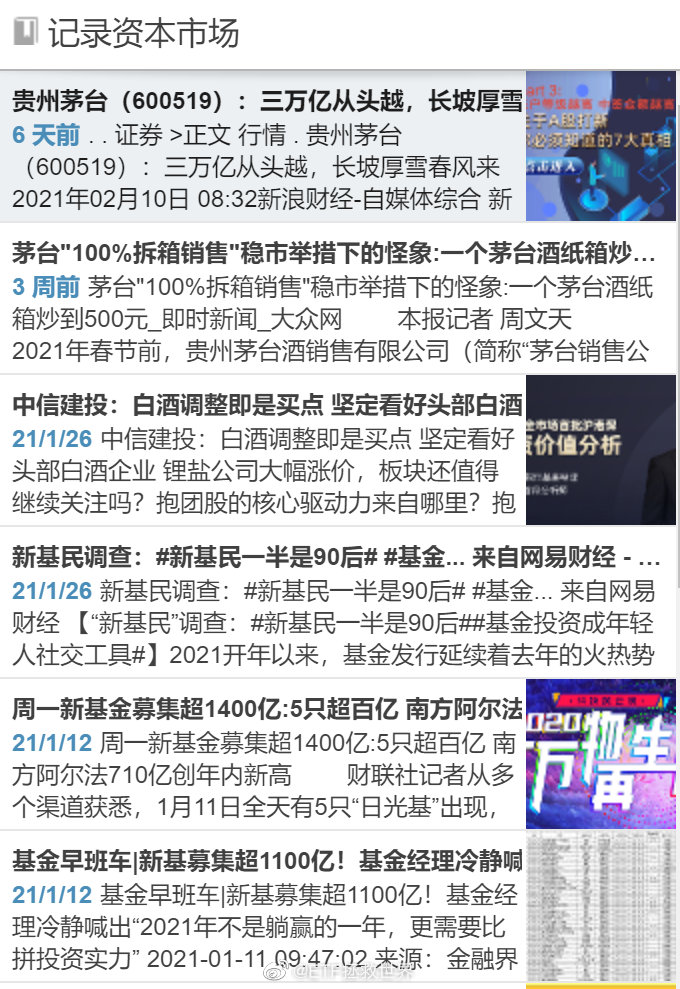 记录资本市场
贵州茅台（600519）：三万亿从头越，长坡厚雪
6 天前 . . 证券 >正文 行情 . 贵州茅台
（600519）：三万亿从头越，长坡厚雪春风来
2021年02月10日 08:32新浪财经-自媒体综合 新
必须知道的7大真相
茅台"100%拆箱销售"稳市举措下的怪象:一个茅台酒纸箱炒…
3 周前 茅台"100%拆箱销售"稳市举措下的怪象:一个茅台酒纸
箱炒到500元_即时新闻_大众网 本报记者 周文天
2021年春节前，贵州茅台酒销售有限公司（简称“茅台销售公
中信建投：白酒调整即是买点 坚定看好头部白酒
21/1/26 中信建投：白酒调整即是买点 坚定看好
头部白酒企业 锂盐公司大幅涨价，板块还值得
继续关注吗？抱团股的核心驱动力来自哪里？抱
价值分析
新基民调查：#新基民一半是90后# #基金... 来自网易财经 - …
21/1/26 新基民调查：#新基民一半是90后# #基金... 来自网易
财经 【“新基民”调查：#新基民一半是90后##基金投资成年轻
人社交工具#】2021开年以来，基金发行延续着去年的火热势
周一新基金募集超1400亿:5只超百亿 南方阿尔法
21/1/12 周一新基金募集超1400亿:5只超百亿 南
方阿尔法710亿创年内新高 财联社记者从多
个渠道获悉，1月11日全天有5只“日光基”出现，
2020
万物
再生
基金早班车|新基募集超1100亿！基金经理冷静喊
21/1/12 基金早班车|新基募集超1100亿！基金经
理冷静喊出“2021年不是躺赢的一年，更需要比
拼投资实力” 2021-01-11 09:47:02 来源：金融界
@ETF拯救世界